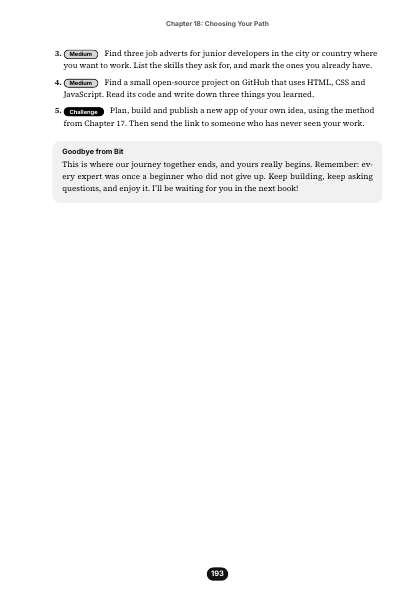 Chapter 18: Choosing Your Path
3. Medium Find three job adverts for junior developers in the city or country where
you want to work. List the skills they ask for, and mark the ones you already have.
4. Medium Find a small open-source project on GitHub that uses HTML, CSS and
JavaScript. Read its code and write down three things you learned.
5. Challenge Plan, build and publish a new app of your own idea, using the method
from Chapter 17. Then send the link to someone who has never seen your work.
Goodbye from Bit
This is where our journey together ends, and yours really begins. Remember: ev-
ery expert was once a beginner who did not give up. Keep building, keep asking
questions, and enjoy it. I'll be waiting for you in the next book!
193